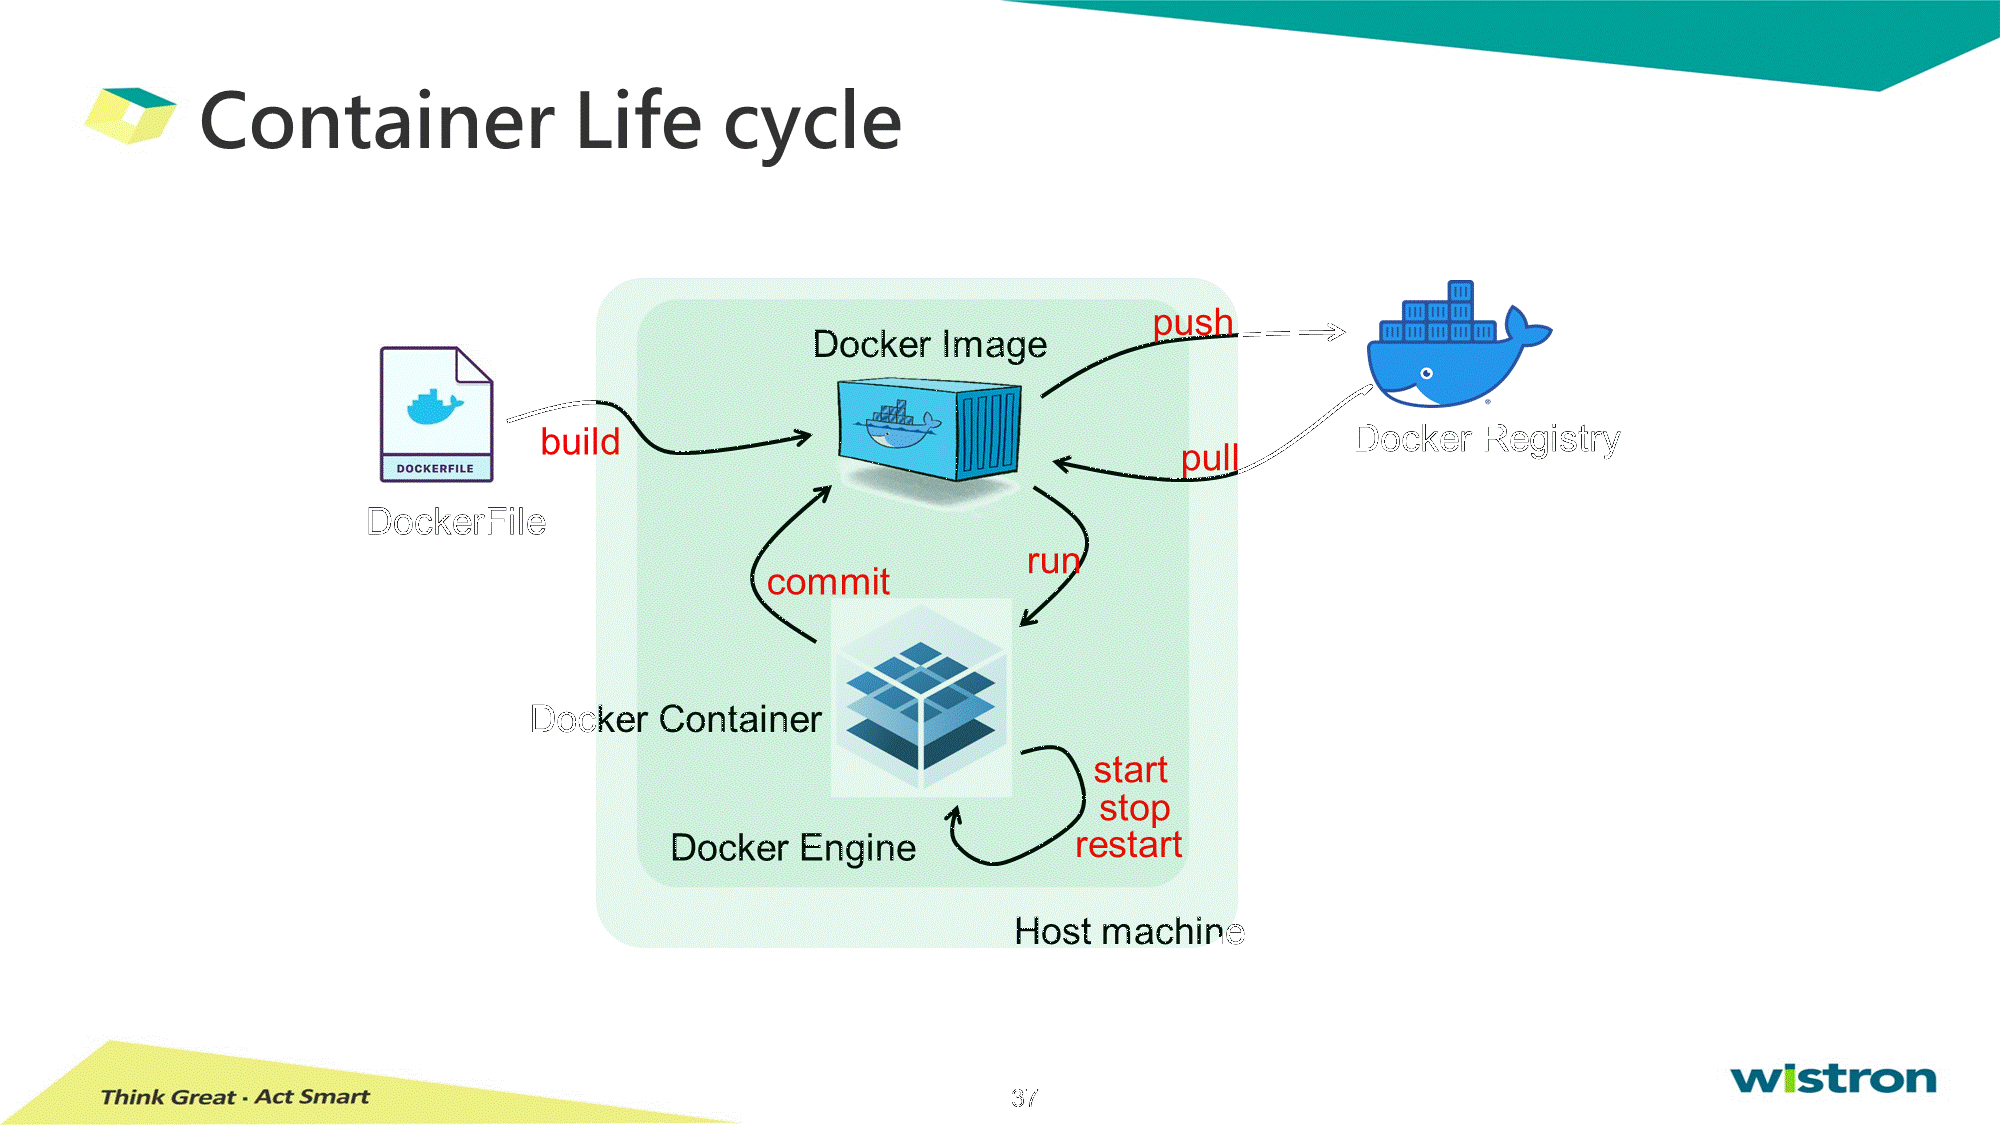 Container Life cycle
Docker Image
push
build
DOCKERFILE
DockerFile
pull
Docker Registry
commit
run
Docker Container
start
stop
restart
Docker Engine
Host machine
Think Great · Act Smart
37
wistron